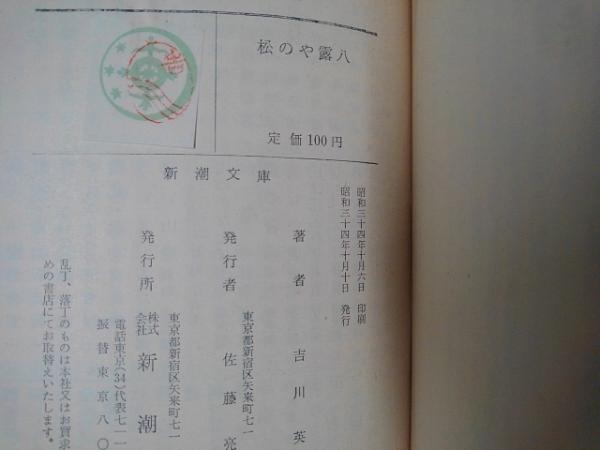 松のや露八
定価100円
新潮文庫
昭和三十四年十月六日 印刷
昭和三十四年十月十日 発行
著者 吉川英
発行者 佐藤亮
東京都新宿区矢来町七一
発行所 株式会社 新潮
東京都新宿区矢来町七一
電話東京(34)代表七一一
振替東京八〇
乱丁、落丁のものは本社又はお買求
めの書店にてお取替えいたします。